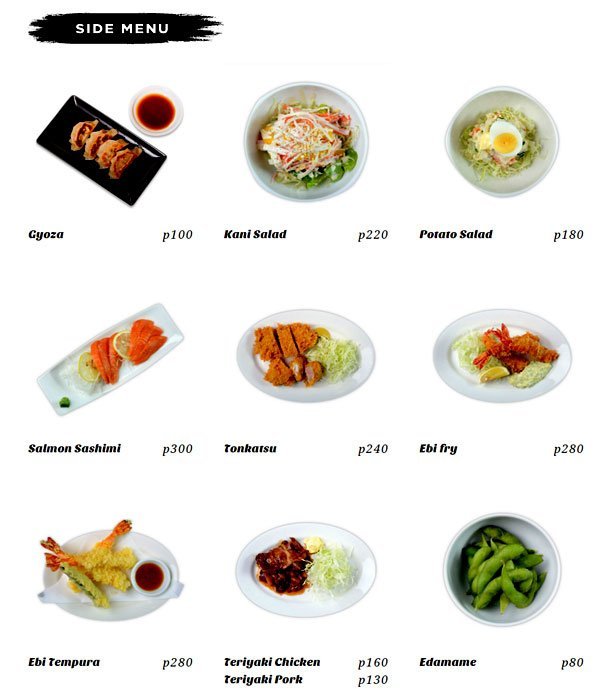 SIDE MENU
Gyoza p100
Kani Salad p220
Potato Salad p180
Salmon Sashimi p300
Tonkatsu p240
Ebi fry p280
Ebi Tempura p280
Teriyaki Chicken p160
Teriyaki Pork p130
Edamame p80